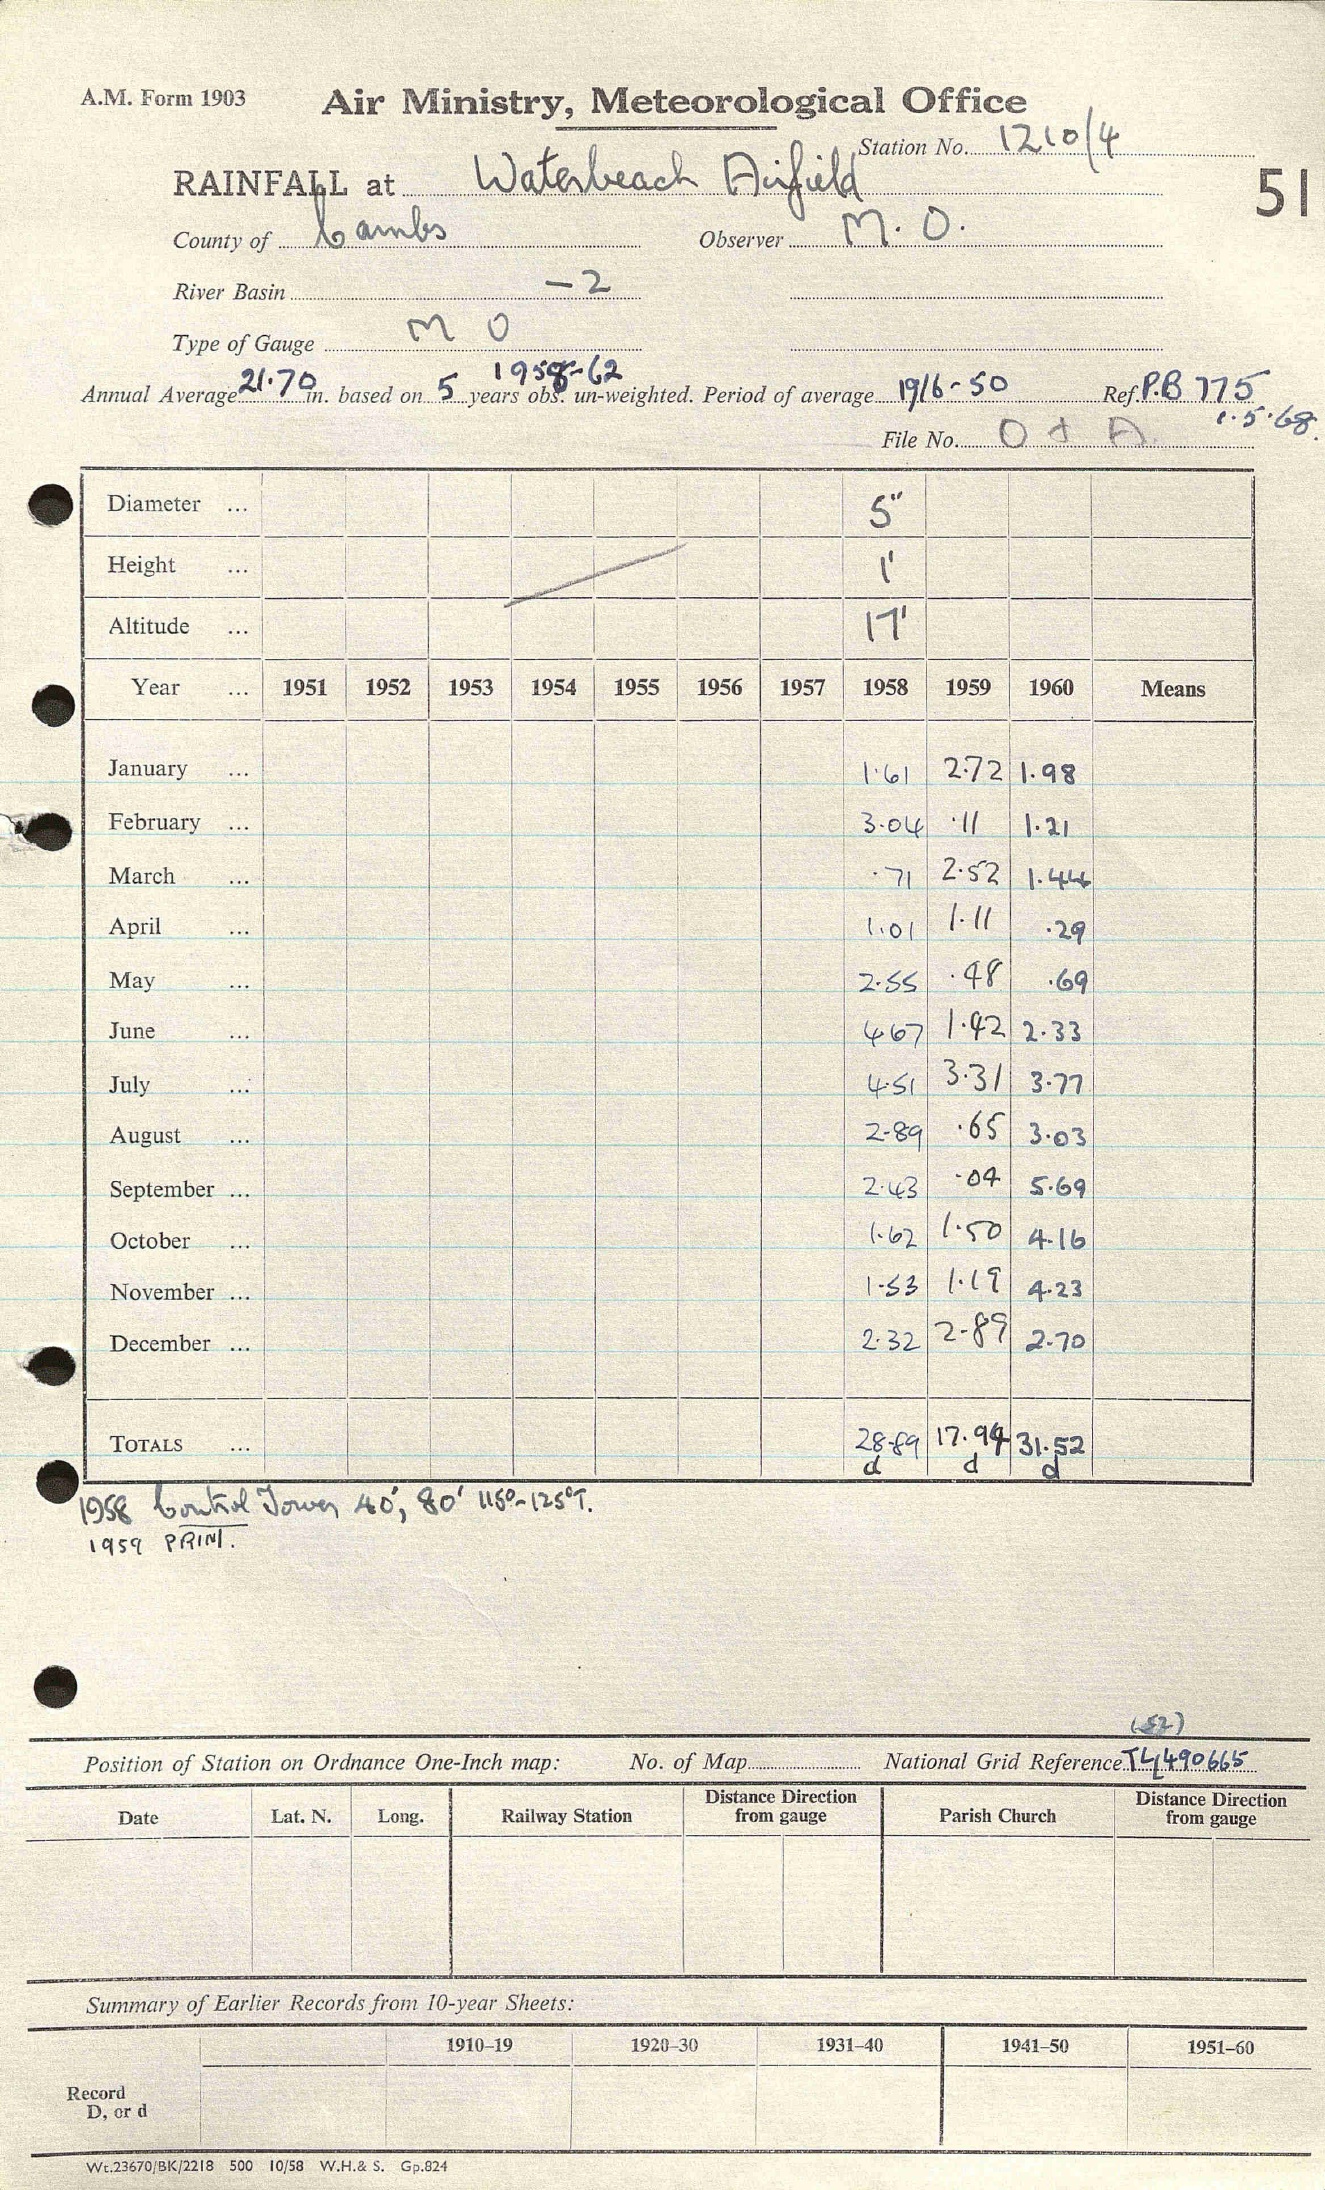 A.M. Form 1903
Air Ministry, Meteorological Office
Station No. 1210/4
RAINFALL at Waterbeach Airfield
51
County of Cambs Observer M. O.
River Basin —2
Type of Gauge M O
1958-62
Annual Average 21.70 in. based on 5 years obs. un-weighted. Period of average 1916-50 Ref. P.B 775
1.5.68.
File No. O & A.
Diameter ... 5"
Height ... 1'
Altitude ... 17'
Year ... 1951 1952 1953 1954 1955 1956 1957 1958 1959 1960 Means
January ... 1.61 2.72 1.98
February ... 3.04 .11 1.21
March ... .71 2.52 1.44
April ... 1.01 1.11 .29
May ... 2.55 .48 .69
June ... 4.67 1.42 2.33
July ... 4.51 3.31 3.77
August ... 2.89 .65 3.03
September ... 2.43 .04 5.69
October ... 1.62 1.50 4.16
November ... 1.53 1.19 4.23
December ... 2.32 2.89 2.70
TOTALS ... 28.89 17.94 31.52
d d d
1958 Control Tower 40', 80' 115°-125°T.
1959 PRINT.
(52)
Position of Station on Ordnance One-Inch map: No. of Map National Grid Reference TL490665
Date Lat. N. Long. Railway Station Distance Direction from gauge Parish Church Distance Direction from gauge
Summary of Earlier Records from 10-year Sheets:
1910–19 1920–30 1931–40 1941–50 1951–60
Record
D, or d
Wt.23670/BK/2218 500 10/58 W.H.& S. Gp.824